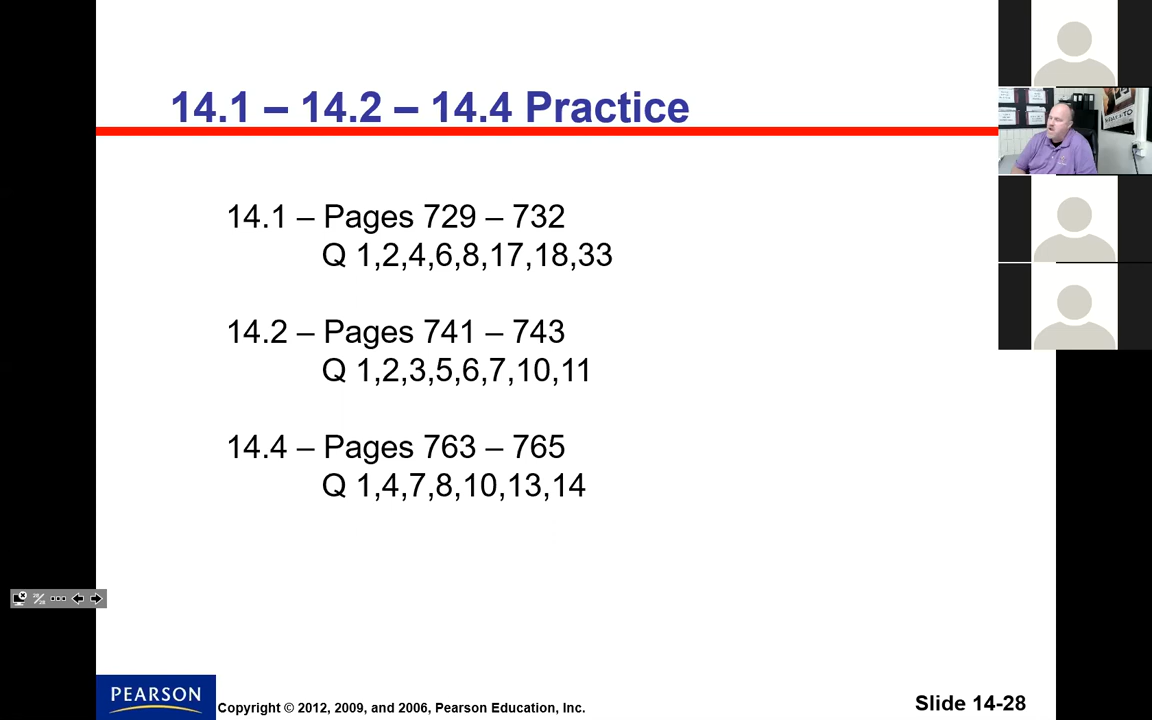 14.1 – 14.2 – 14.4 Practice
14.1 – Pages 729 – 732
Q 1,2,4,6,8,17,18,33
14.2 – Pages 741 – 743
Q 1,2,3,5,6,7,10,11
14.4 – Pages 763 – 765
Q 1,4,7,8,10,13,14
PEARSON
Copyright © 2012, 2009, and 2006, Pearson Education, Inc.
Slide 14-28